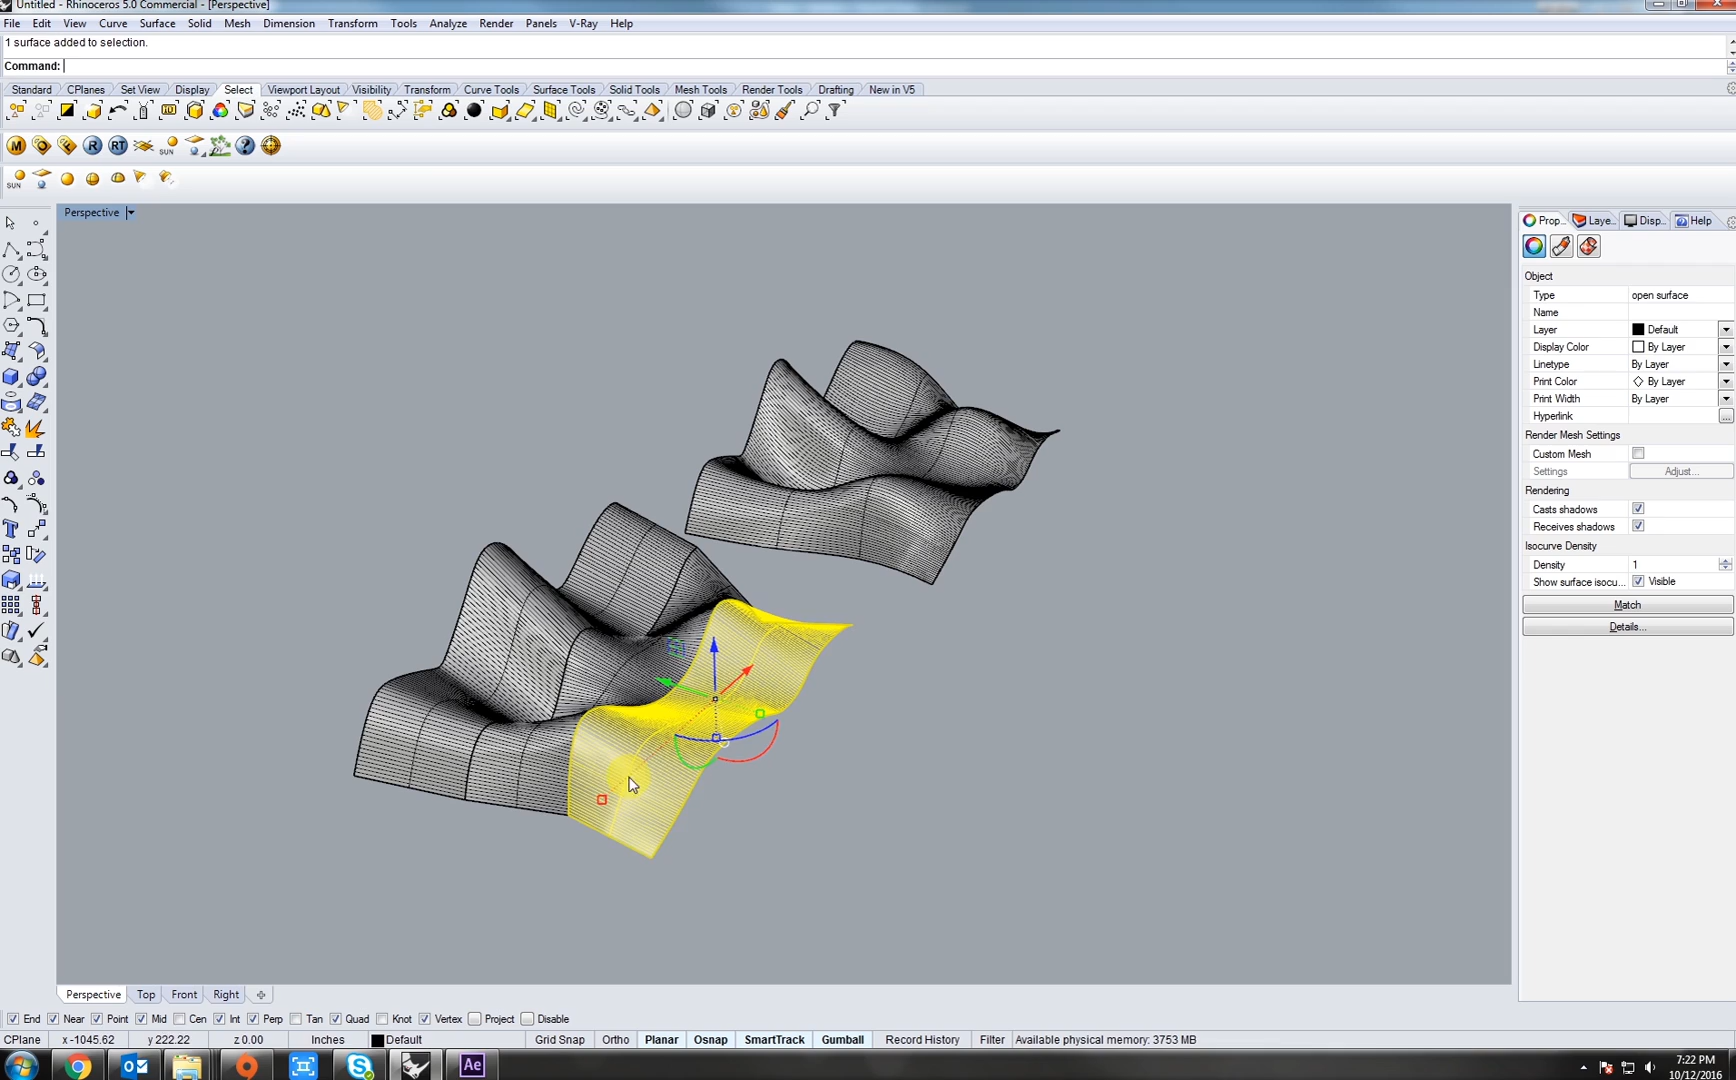 Untitled - Rhinoceros 5.0 Commercial - [Perspective]
File Edit View Curve Surface Solid Mesh Dimension Transform Tools Analyze Render Panels V-Ray Help
1 surface added to selection.
Command:
Standard CPlanes Set View Display Select Viewport Layout Visibility Transform Curve Tools Surface Tools Solid Tools Mesh Tools Render Tools Drafting New in V5
M R RT SUN ?
SUN
Perspective
Prop... Laye... Disp... Help
Object
Type open surface
Name
Layer Default
Display Color By Layer
Linetype By Layer
Print Color By Layer
Print Width By Layer
Hyperlink ...
Render Mesh Settings
Custom Mesh
Settings Adjust...
Rendering
Casts shadows
Receives shadows
Isocurve Density
Density 1
Show surface isocu... Visible
Match
Details...
Perspective Top Front Right
End Near Point Mid Cen Int Perp Tan Quad Knot Vertex Project Disable
CPlane x -1045.62 y 222.22 z 0.00 Inches Default Grid Snap Ortho Planar Osnap SmartTrack Gumball Record History Filter Available physical memory: 3753 MB
Ae
7:22 PM
10/12/2016